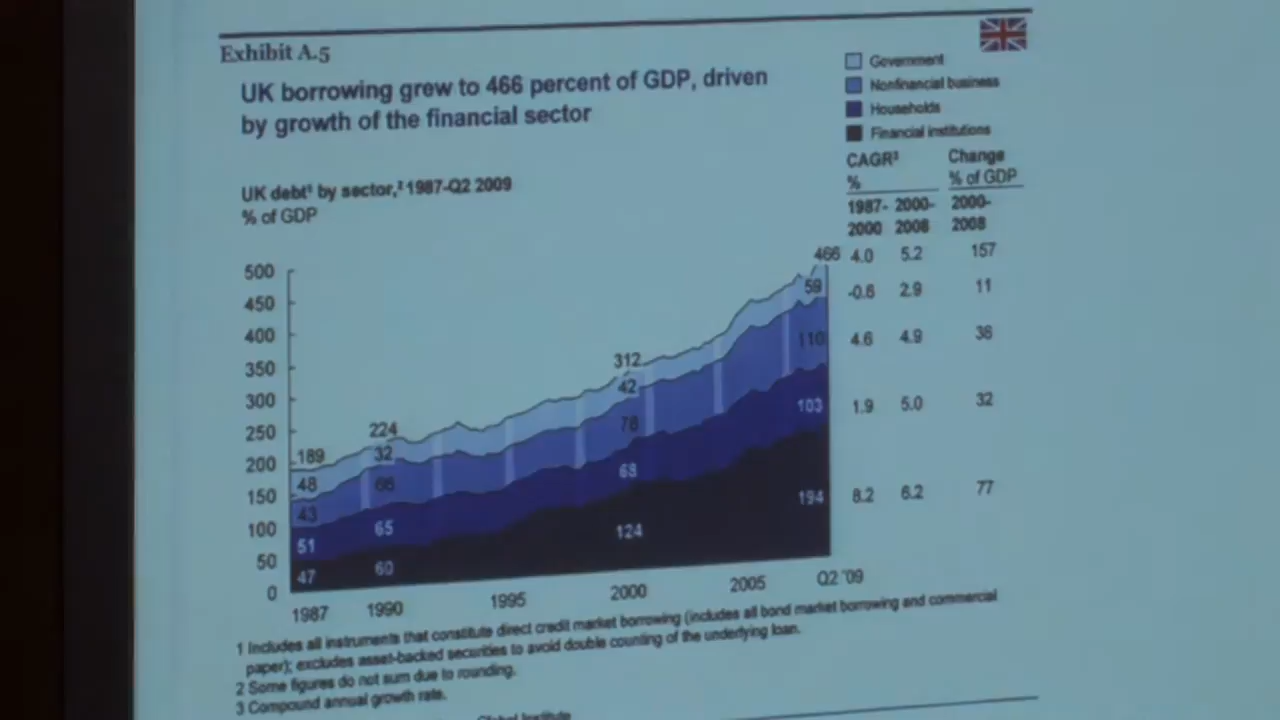 Exhibit A.5
UK borrowing grew to 466 percent of GDP, driven
by growth of the financial sector
Government
Nonfinancial business
Households
Financial institutions
UK debt¹ by sector,² 1987-Q2 2009
% of GDP
CAGR³ Change
% % of GDP
1987- 2000- 2000-
2000 2008 2008
466 4.0 5.2 157
59 -0.6 2.9 11
110 4.6 4.9 36
103 1.9 5.0 32
194 8.2 6.2 77
500
450
400
350
300
250
200
150
100
50
0
189
48
43
51
47
224
32
66
65
60
312
42
78
68
124
1987 1990 1995 2000 2005 Q2 '09
1 Includes all instruments that constitute direct credit market borrowing (includes all bond market borrowing and commercial
paper); excludes asset-backed securities to avoid double counting of the underlying loan.
2 Some figures do not sum due to rounding.
3 Compound annual growth rate.
Global Institute